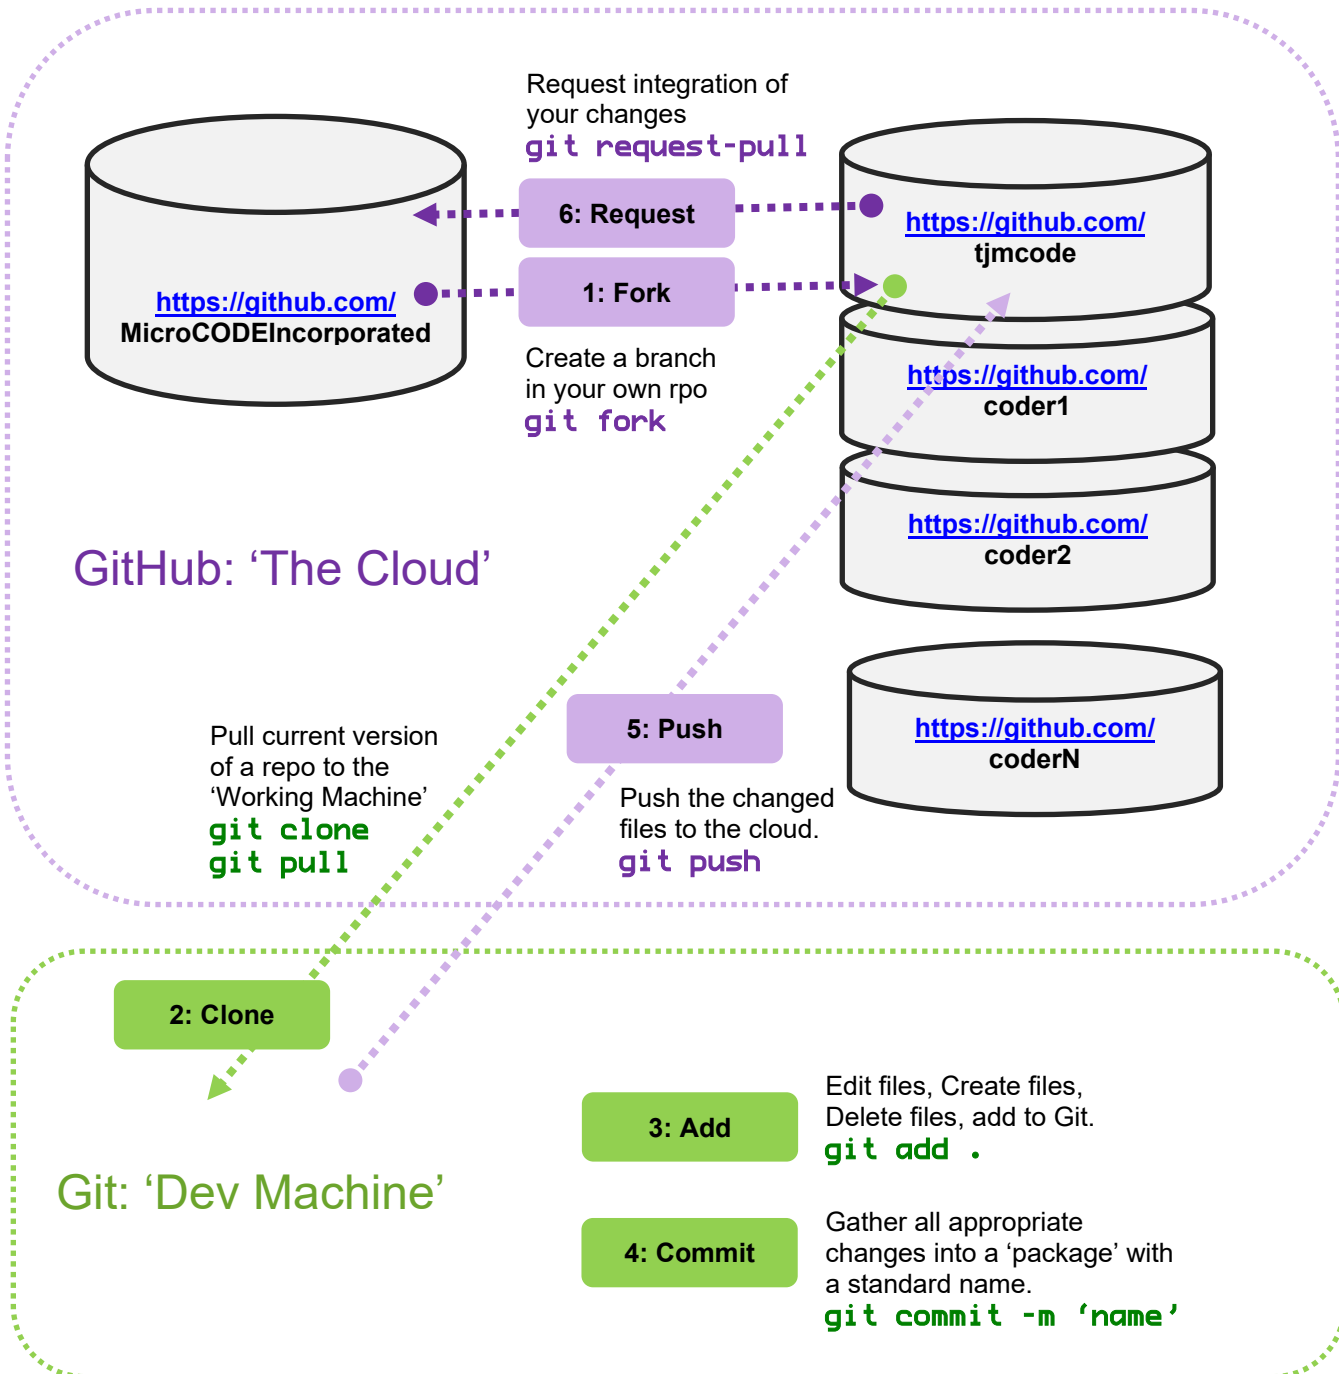 Request integration of
your changes
git request-pull
6: Request
https://github.com/
tjmcode
https://github.com/
MicroCODEIncorporated
1: Fork
Create a branch
in your own rpo
git fork
https://github.com/
coder1
https://github.com/
coder2
GitHub: ‘The Cloud’
https://github.com/
coderN
Pull current version
of a repo to the
‘Working Machine’
git clone
git pull
5: Push
Push the changed
files to the cloud.
git push
2: Clone
Git: ‘Dev Machine’
3: Add
Edit files, Create files,
Delete files, add to Git.
git add .
4: Commit
Gather all appropriate
changes into a ‘package’ with
a standard name.
git commit -m ‘name’